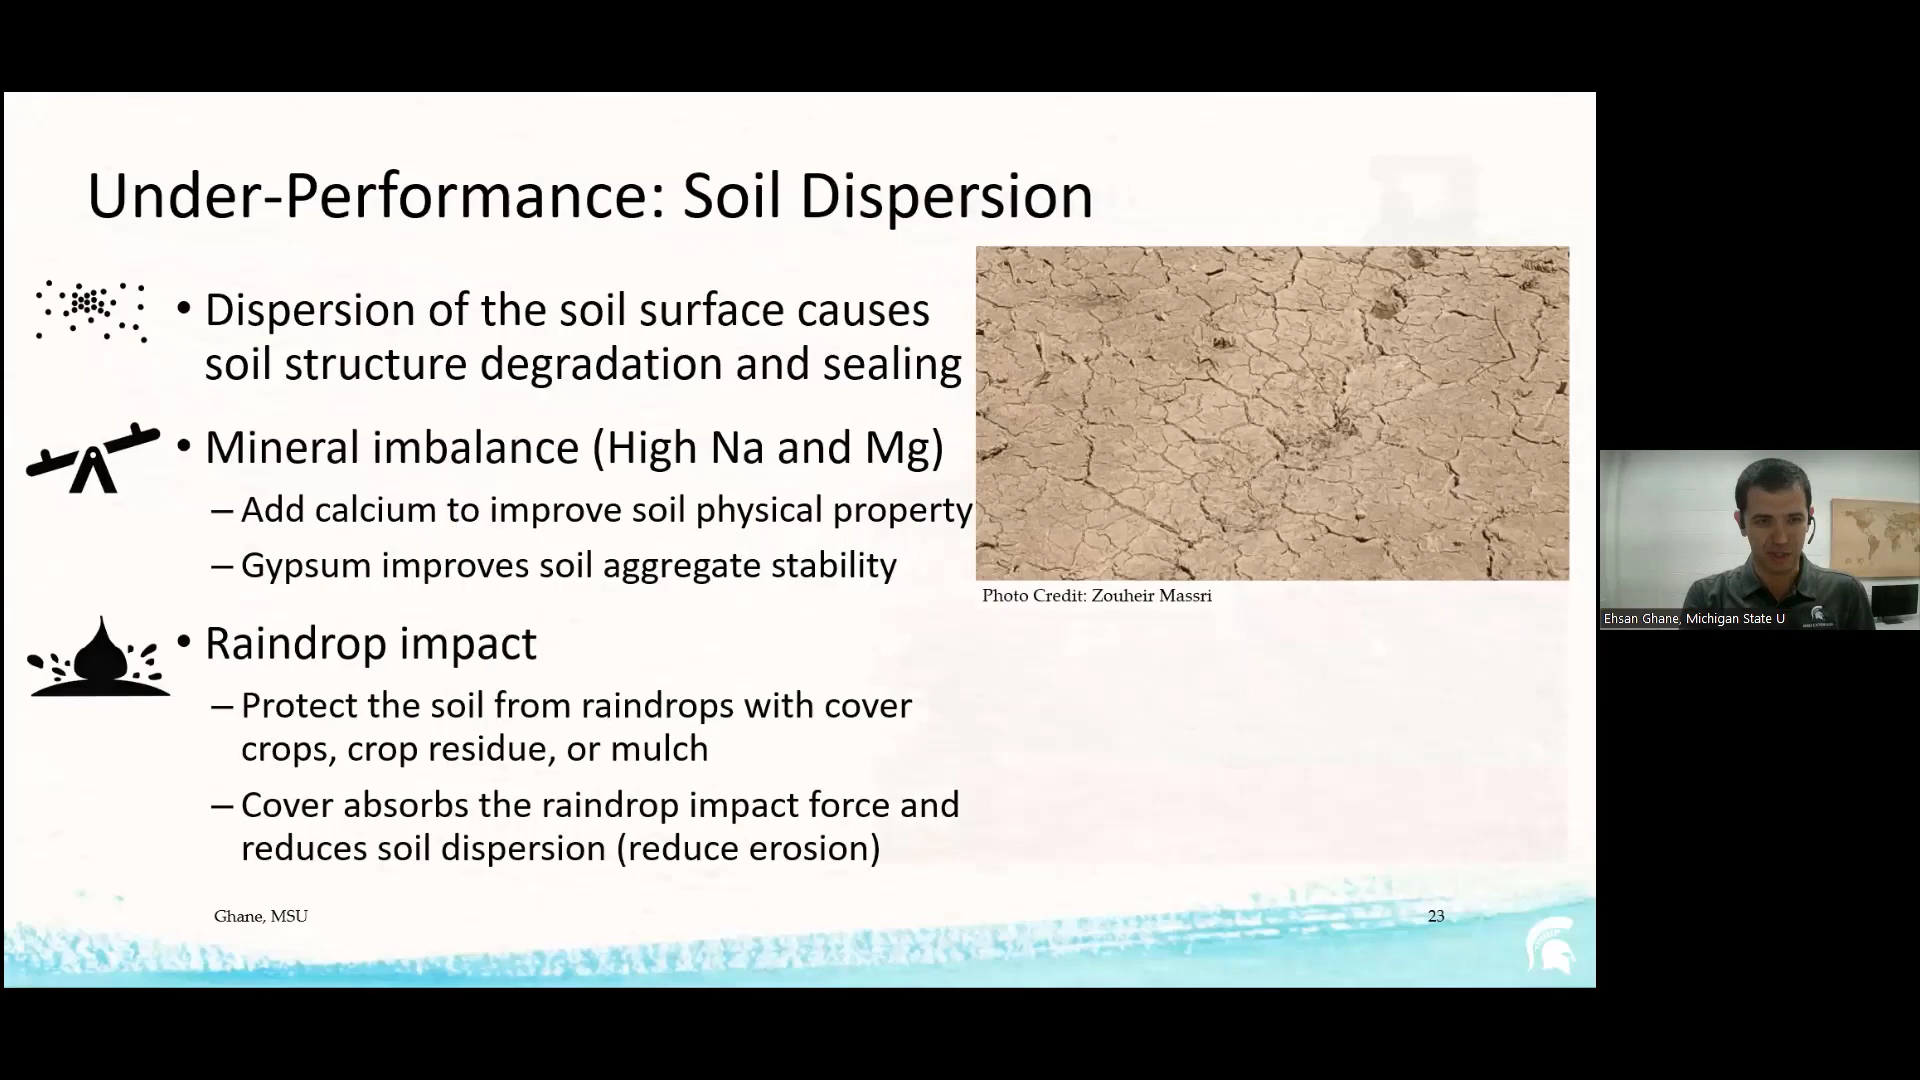 Under-Performance: Soil Dispersion
• Dispersion of the soil surface causes
soil structure degradation and sealing
• Mineral imbalance (High Na and Mg)
– Add calcium to improve soil physical property
– Gypsum improves soil aggregate stability
• Raindrop impact
– Protect the soil from raindrops with cover
crops, crop residue, or mulch
– Cover absorbs the raindrop impact force and
reduces soil dispersion (reduce erosion)
Photo Credit: Zouheir Massri
Ghane, MSU
23
Ehsan Ghane, Michigan State U